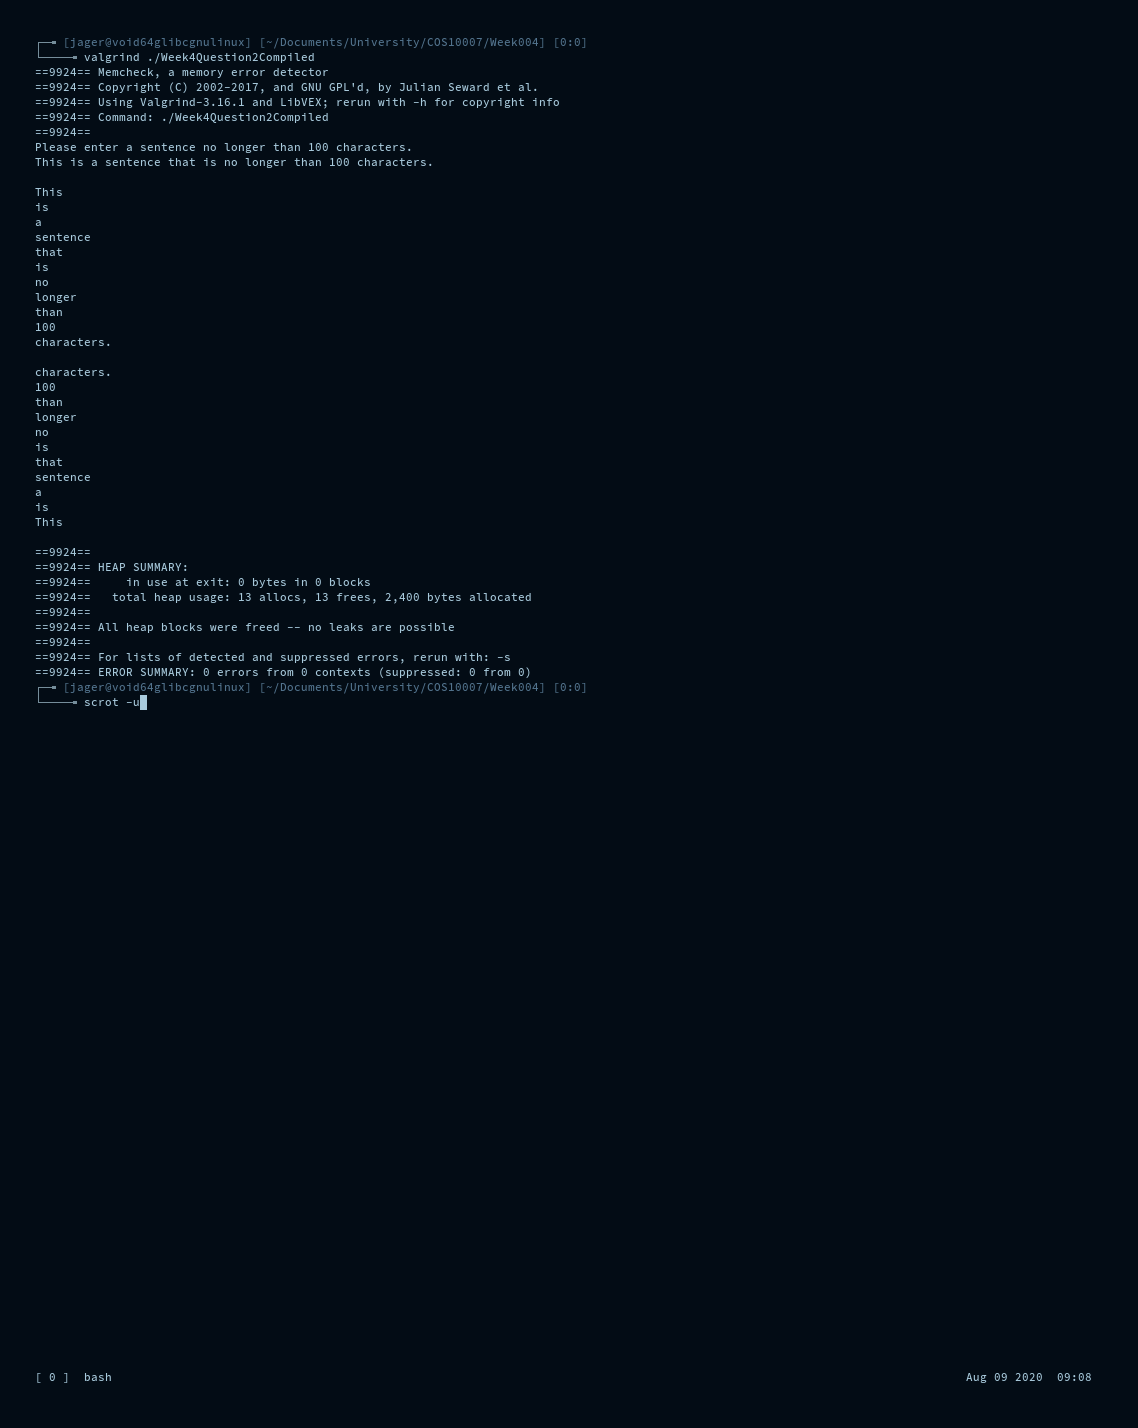 ┌─╼ [jager@void64glibcgnulinux] [~/Documents/University/COS10007/Week004] [0:0]
└────╼ valgrind ./Week4Question2Compiled
==9924== Memcheck, a memory error detector
==9924== Copyright (C) 2002-2017, and GNU GPL'd, by Julian Seward et al.
==9924== Using Valgrind-3.16.1 and LibVEX; rerun with -h for copyright info
==9924== Command: ./Week4Question2Compiled
==9924==
Please enter a sentence no longer than 100 characters.
This is a sentence that is no longer than 100 characters.

This
is
a
sentence
that
is
no
longer
than
100
characters.

characters.
100
than
longer
no
is
that
sentence
a
is
This

==9924==
==9924== HEAP SUMMARY:
==9924==     in use at exit: 0 bytes in 0 blocks
==9924==   total heap usage: 13 allocs, 13 frees, 2,400 bytes allocated
==9924==
==9924== All heap blocks were freed -- no leaks are possible
==9924==
==9924== For lists of detected and suppressed errors, rerun with: -s
==9924== ERROR SUMMARY: 0 errors from 0 contexts (suppressed: 0 from 0)
┌─╼ [jager@void64glibcgnulinux] [~/Documents/University/COS10007/Week004] [0:0]
└────╼ scrot -u
[ 0 ]  bash
Aug 09 2020  09:08